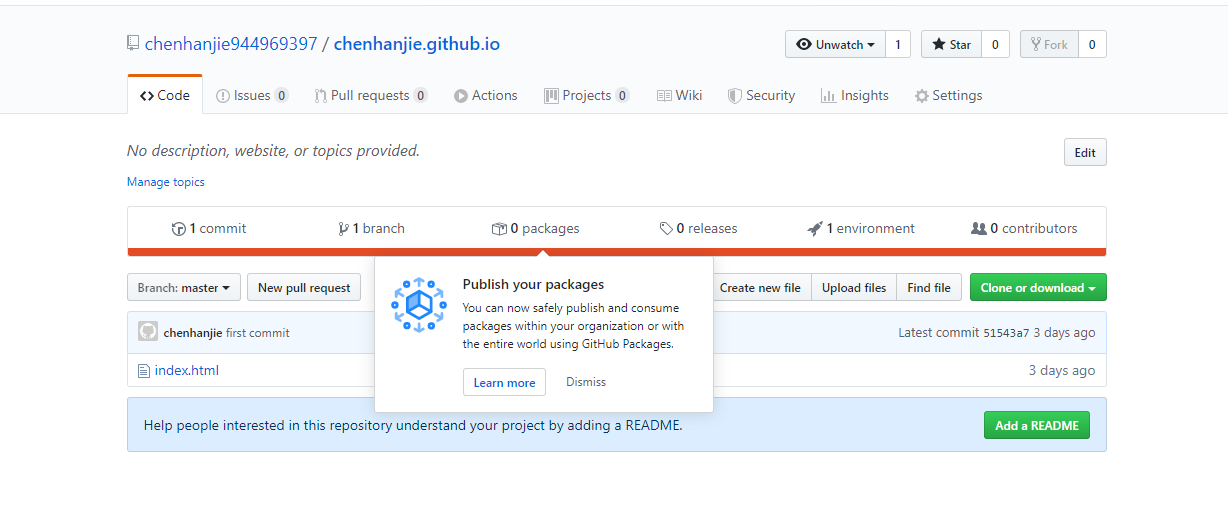 chenhanjie944969397 / chenhanjie.github.io
Unwatch 1 Star 0 Fork 0
Code Issues 0 Pull requests 0 Actions Projects 0 Wiki Security Insights Settings
No description, website, or topics provided.
Edit
Manage topics
1 commit 1 branch 0 packages 0 releases 1 environment 0 contributors
Branch: master New pull request Create new file Upload files Find file Clone or download
Publish your packages
You can now safely publish and consume
packages within your organization or with
the entire world using GitHub Packages.
Learn more Dismiss
chenhanjie first commit Latest commit 51543a7 3 days ago
index.html 3 days ago
Help people interested in this repository understand your project by adding a README.
Add a README